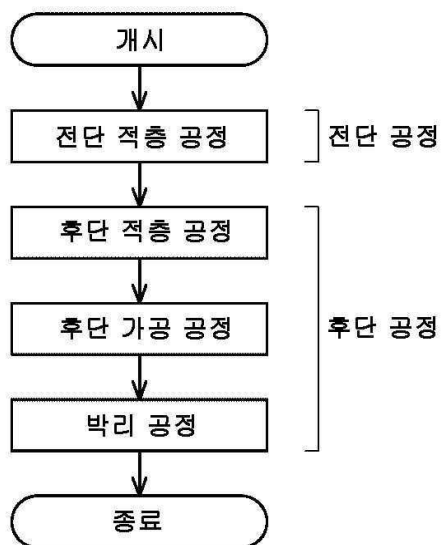 개시
전단 적층 공정
전단 공정
후단 적층 공정
후단 가공 공정
후단 공정
박리 공정
종료